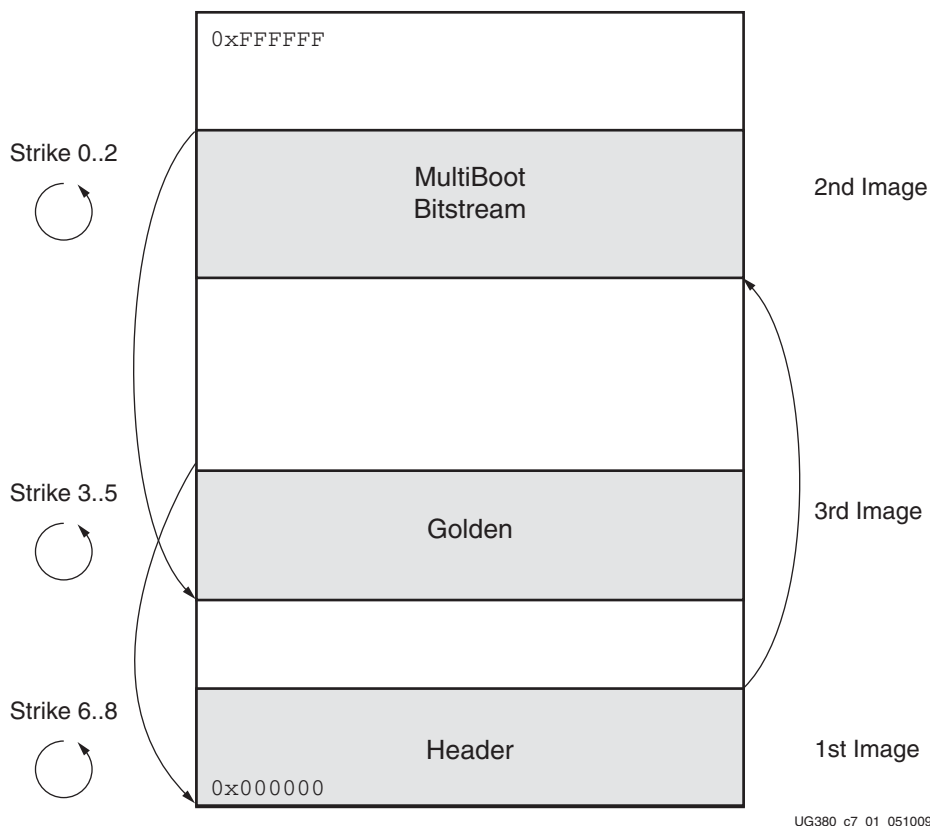 0xFFFFFF
Strike 0..2
MultiBoot
Bitstream
2nd Image
Strike 3..5
Golden
3rd Image
Strike 6..8
Header
1st Image
0x000000
UG380_c7_01_051009